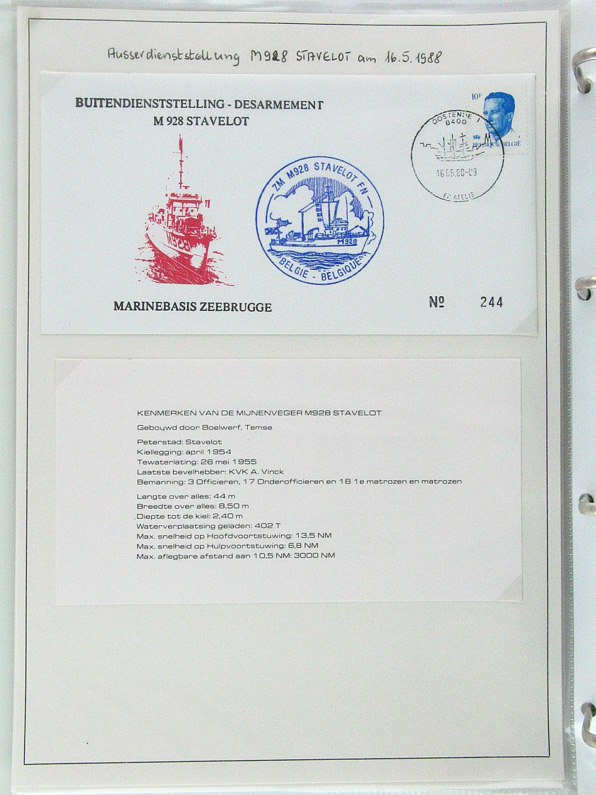 Ausserdienststellung M928 STAVELOT am 16.5.1988
BUITENDIENSTSTELLING - DESARMEMENT
M 928 STAVELOT
ZM M928 STAVELOT FN
M928
BELGIE - BELGIQUE
10F
BELGIQUE BELGIË
OOSTENDE 1
8400
FILATELIE
MARINEBASIS ZEEBRUGGE
Nº 244
KENMERKEN VAN DE MIJNENVEGER M928 STAVELOT
Gebouwd door Boelwerf, Temse
Peterstad: Stavelot
Kiellegging: april 1954
Tewaterlating: 26 mei 1955
Laatste bevelhebber: KVK A. Vinck
Bemanning: 3 Officieren, 17 Onderofficieren en 18 1e matrozen en matrozen
Lengte over alles: 44 m
Breedte over alles: 8,50 m
Diepte tot de kiel: 2,40 m
Waterverplaatsing geladen: 402 T
Max. snelheid op Hoofdvoortstuwing: 13,5 NM
Max. snelheid op Hulpvoortstuwing: 6,8 NM
Max. aflegbare afstand aan 10,5 NM: 3000 NM